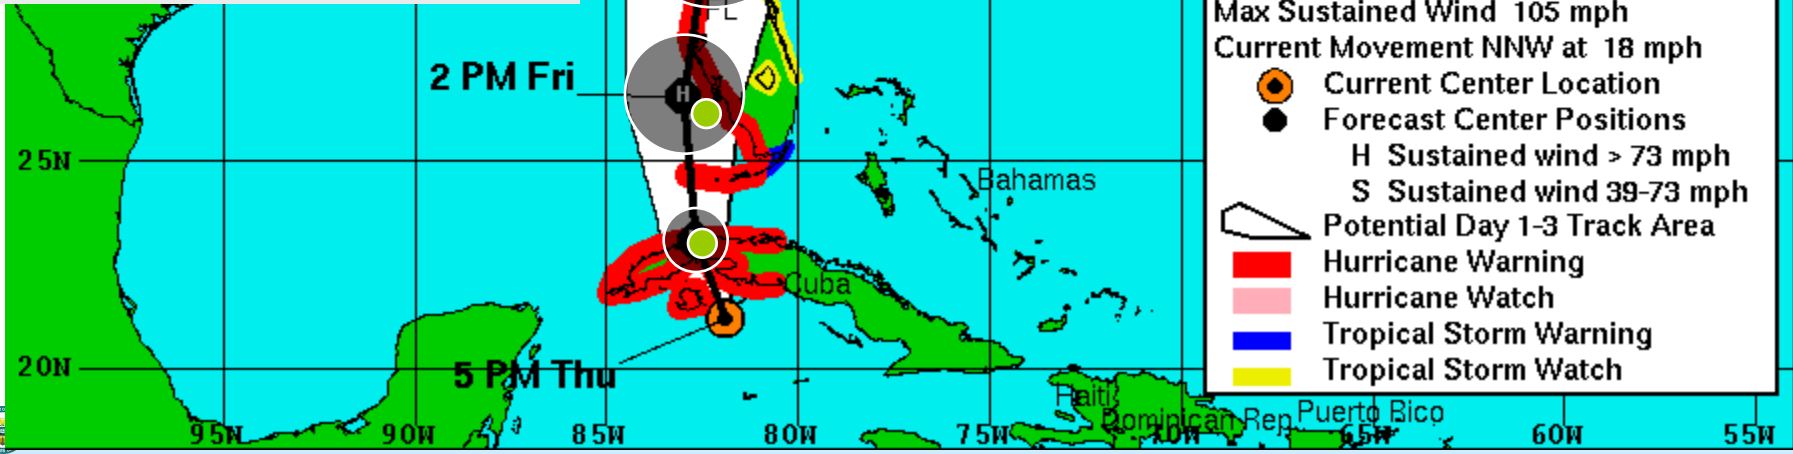 FL
Max Sustained Wind 105 mph
Current Movement NNW at 18 mph
2 PM Fri
H
Current Center Location
Forecast Center Positions
H Sustained wind > 73 mph
25N
Bahamas
S Sustained wind 39-73 mph
Potential Day 1-3 Track Area
Hurricane Warning
Cuba
Hurricane Watch
Tropical Storm Warning
20N
5 PM Thu
Tropical Storm Watch
Haiti
Dominican Rep
Puerto Rico
95W 90W 85W 80W 75W 70W 65W 60W 55W